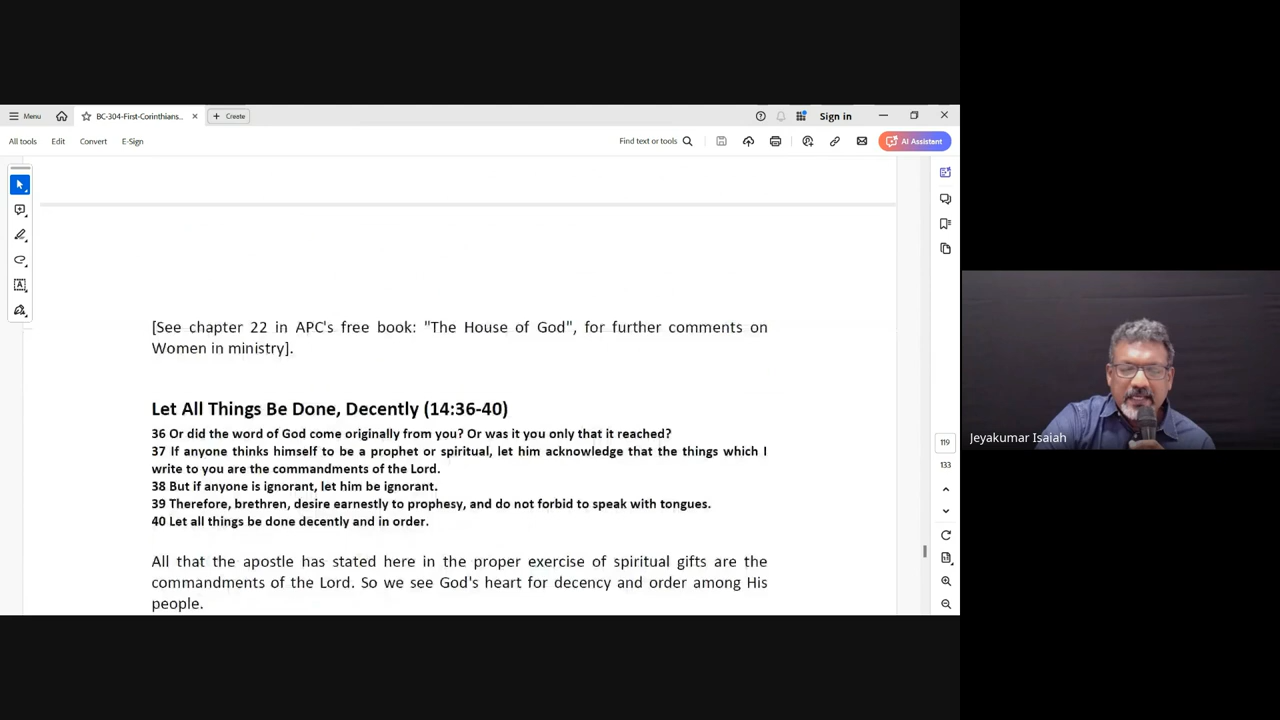 Menu
BC-304-First-Corinthians...
Create
Sign in
All tools
Edit
Convert
E-Sign
Find text or tools
AI Assistant
[See chapter 22 in APC's free book: "The House of God", for further comments on
Women in ministry].
Let All Things Be Done, Decently (14:36-40)
36 Or did the word of God come originally from you? Or was it you only that it reached?
37 If anyone thinks himself to be a prophet or spiritual, let him acknowledge that the things which I
write to you are the commandments of the Lord.
38 But if anyone is ignorant, let him be ignorant.
39 Therefore, brethren, desire earnestly to prophesy, and do not forbid to speak with tongues.
40 Let all things be done decently and in order.
All that the apostle has stated here in the proper exercise of spiritual gifts are the
commandments of the Lord. So we see God's heart for decency and order among His
people.
119
133
Jeyakumar Isaiah